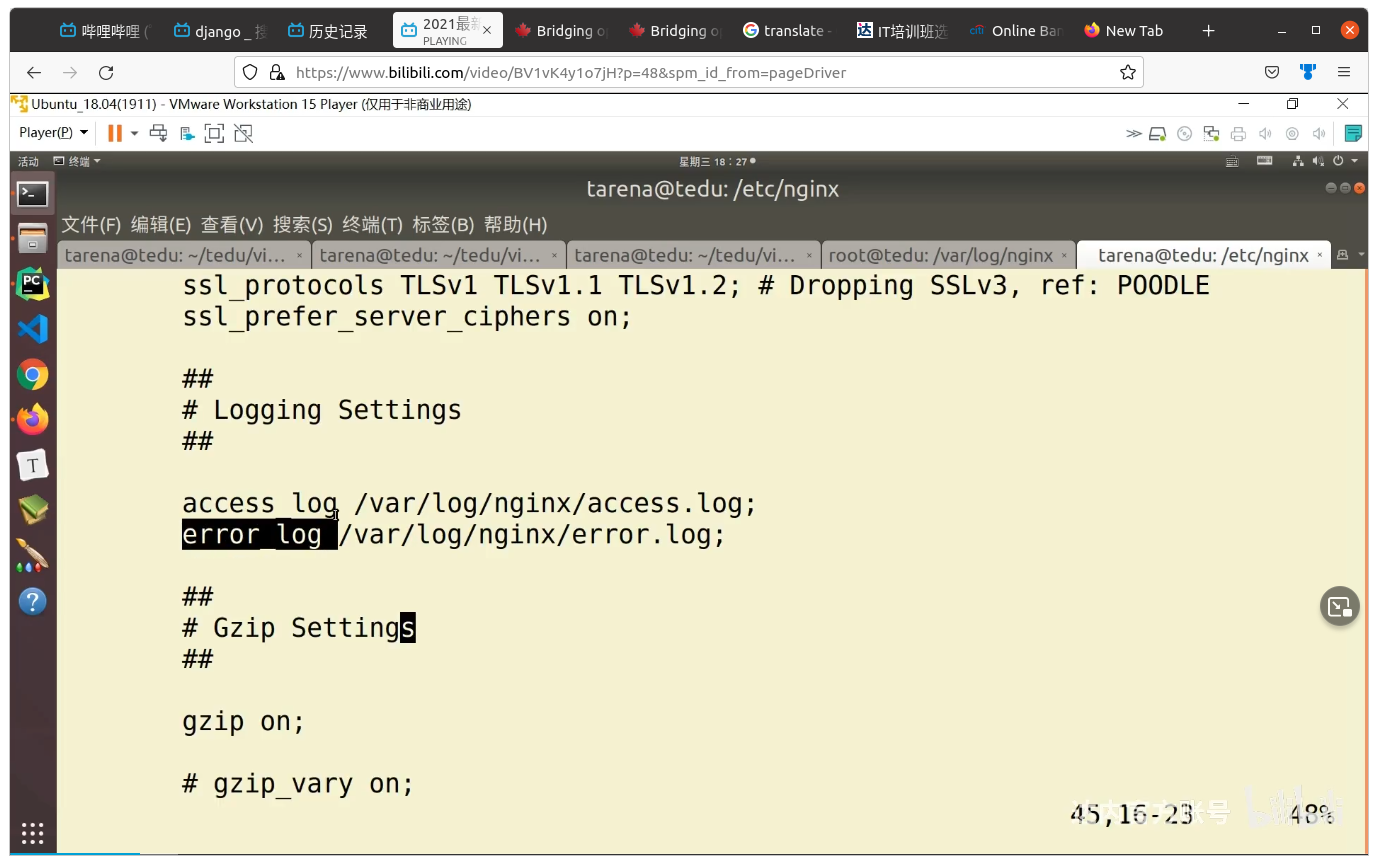 哔哩哔哩 (
django _ 搜
历史记录
2021最新
PLAYING
Bridging o
Bridging o
translate -
IT培训班选
Online Ban
New Tab
https://www.bilibili.com/video/BV1vK4y1o7jH?p=48&spm_id_from=pageDriver
Ubuntu_18.04(1911) - VMware Workstation 15 Player (仅用于非商业用途)
Player(P)
活动 终端 星期三 18：27
tarena@tedu: /etc/nginx
文件(F) 编辑(E) 查看(V) 搜索(S) 终端(T) 标签(B) 帮助(H)
tarena@tedu: ~/tedu/vi... × tarena@tedu: ~/tedu/vi... × tarena@tedu: ~/tedu/vi... × root@tedu: /var/log/nginx × tarena@tedu: /etc/nginx ×
ssl_protocols TLSv1 TLSv1.1 TLSv1.2; # Dropping SSLv3, ref: POODLE
ssl_prefer_server_ciphers on;
##
# Logging Settings
##
access_log /var/log/nginx/access.log;
error_log /var/log/nginx/error.log;
##
# Gzip Settings
##
gzip on;
# gzip_vary on;
45,16-23 48%